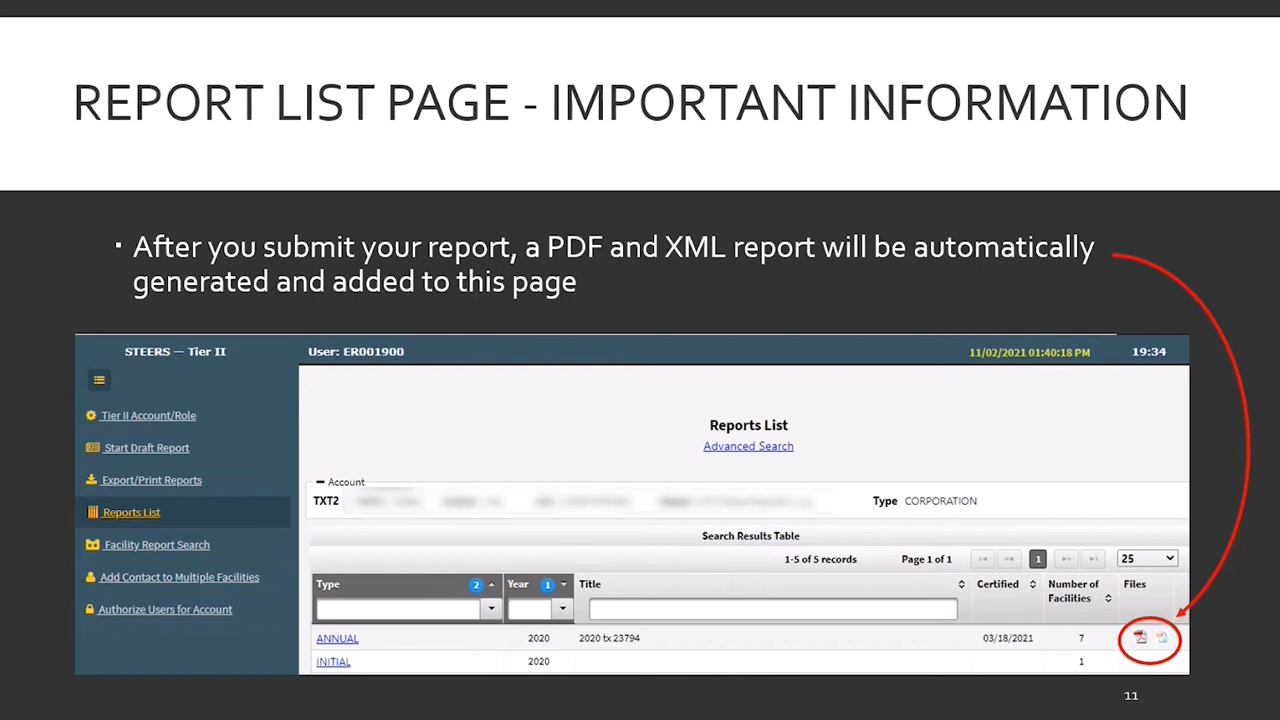 REPORT LIST PAGE - IMPORTANT INFORMATION
▪ After you submit your report, a PDF and XML report will be automatically
generated and added to this page
STEERS — Tier II
User: ER001900
11/02/2021 01:40:18 PM
19:34
Tier II Account/Role
Start Draft Report
Export/Print Reports
Reports List
Facility Report Search
Add Contact to Multiple Facilities
Authorize Users for Account
Reports List
Advanced Search
Account
TXT2
Type CORPORATION
Search Results Table
1-5 of 5 records Page 1 of 1 1 25
Type 2 Year 1 Title Certified Number of Facilities Files
ANNUAL 2020 2020 tx 23794 03/18/2021 7
INITIAL 2020 1
11